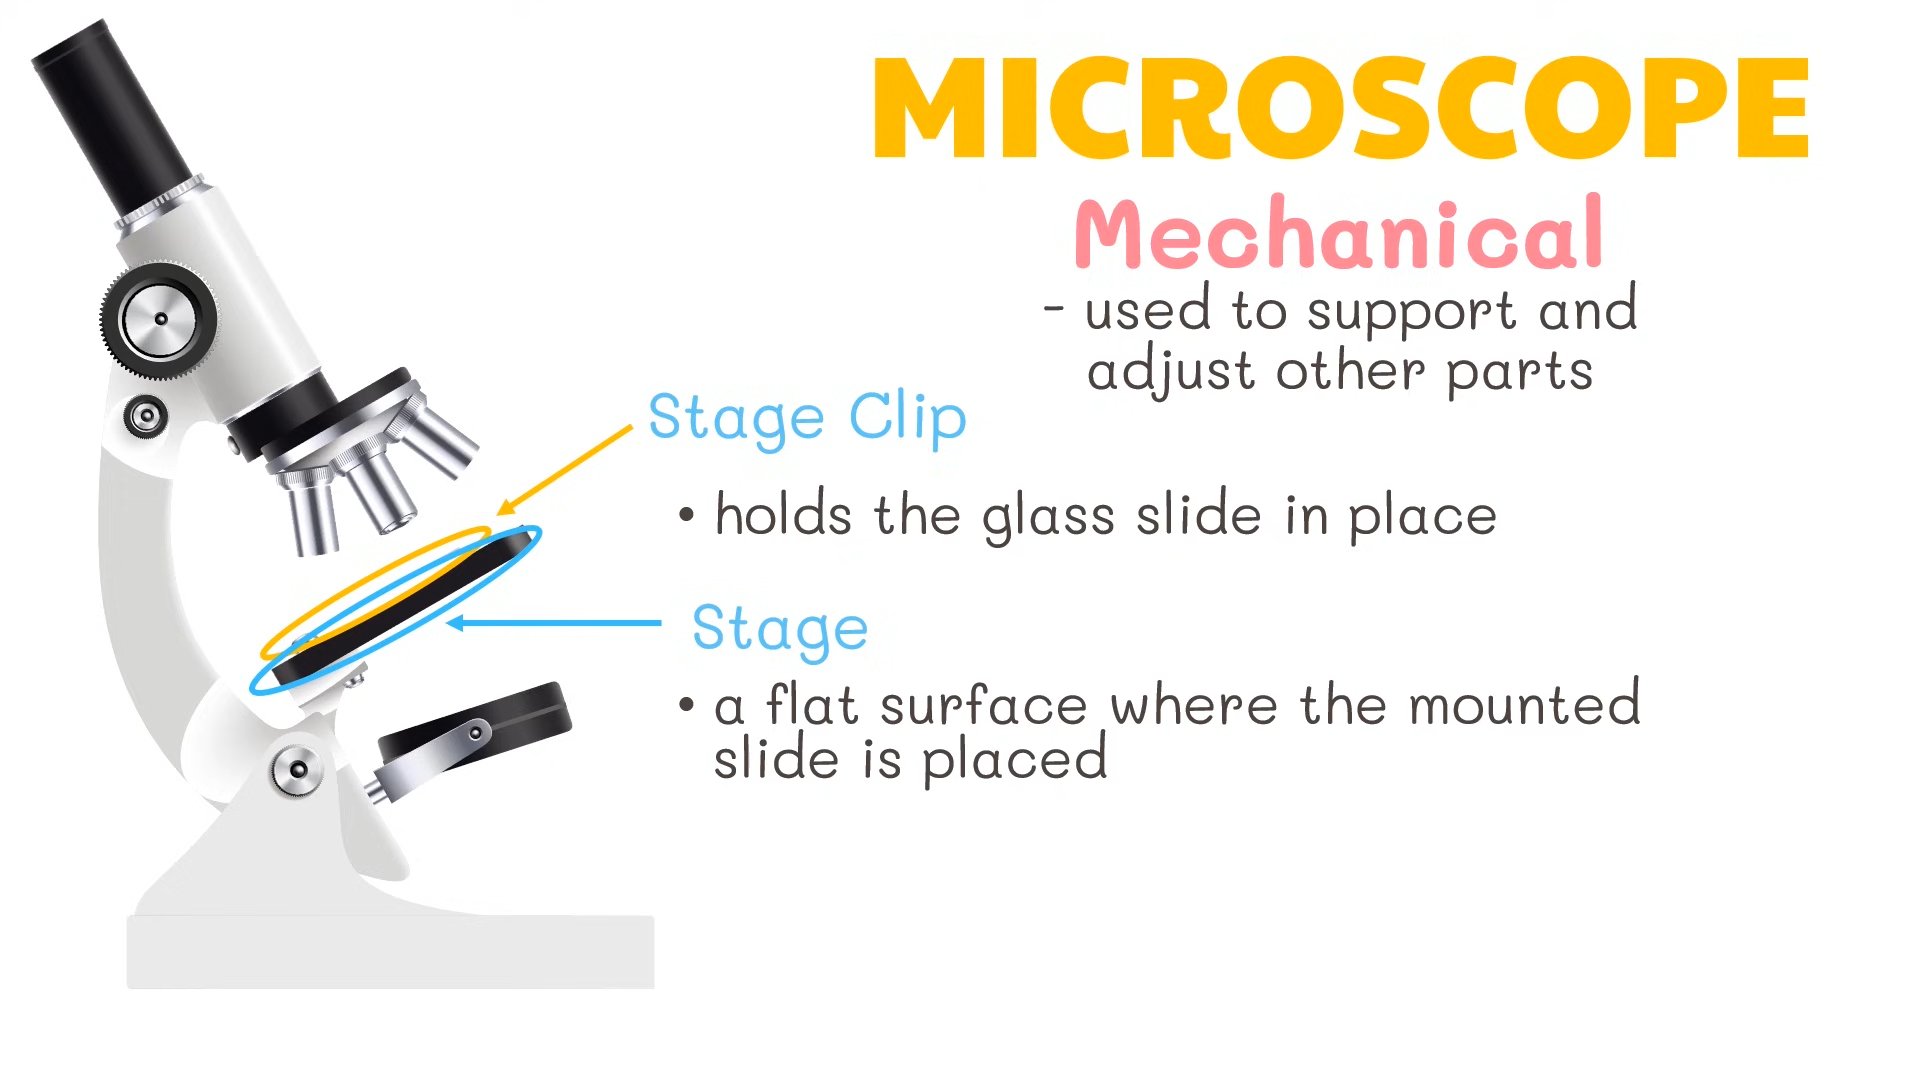 MICROSCOPE
Mechanical
- used to support and
adjust other parts
Stage Clip
• holds the glass slide in place
Stage
• a flat surface where the mounted
slide is placed